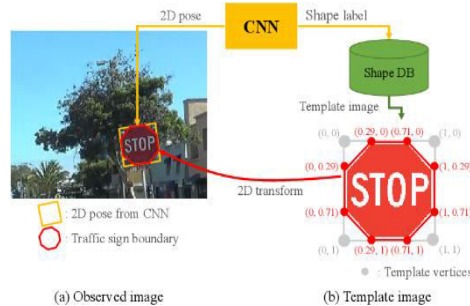 2D pose
CNN
Shape label
Shape DB
Template image
STOP
(0, 0)
(0.29, 0)
(0.71, 0)
(1, 0)
(0, 0.29)
(1, 0.29)
STOP
2D transform
(0, 0.71)
(1, 0.71)
: 2D pose from CNN
: Traffic sign boundary
(0, 1)
(0.29, 1)
(0.71, 1)
(1, 1)
: Template vertices
(a) Observed image
(b) Template image